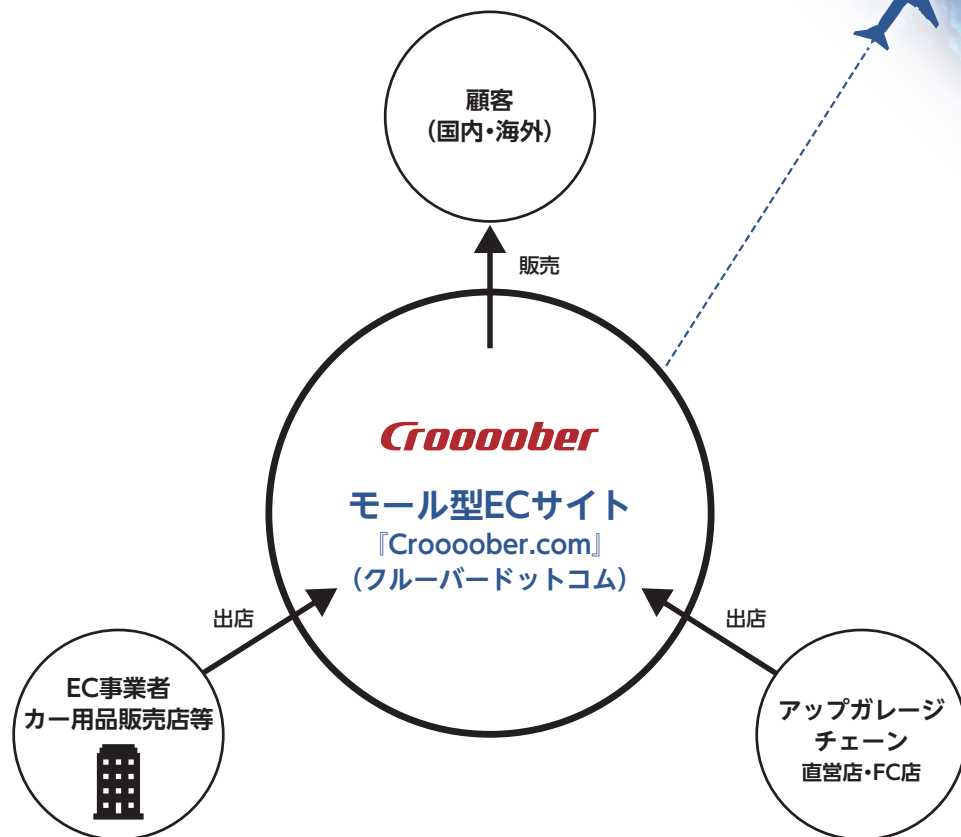 顧客
（国内・海外）
販売
Croooober
モール型ECサイト
『Croooober.com』
（クルーバードットコム）
出店
出店
EC事業者
カー用品販売店等
アップガレージ
チェーン
直営店・FC店